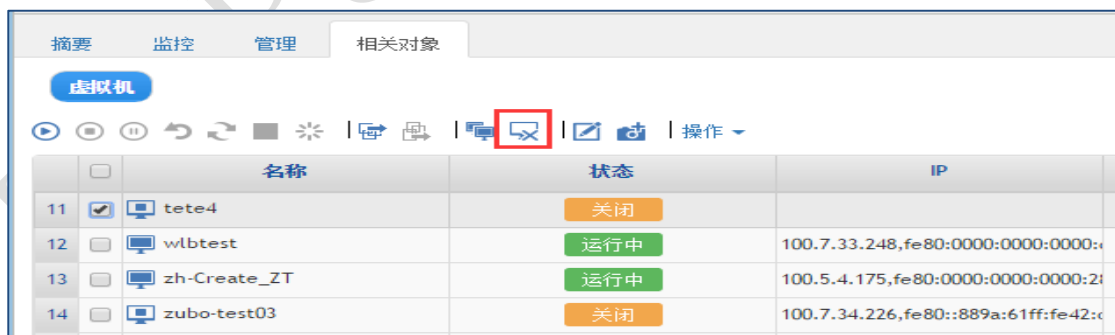 摘要 监控 管理 相关对象
虚拟机
操作
名称 状态 IP
11 tete4 关闭
12 wlbtest 运行中 100.7.33.248,fe80:0000:0000:0000:
13 zh-Create_ZT 运行中 100.5.4.175,fe80:0000:0000:0000:28
14 zubo-test03 关闭 100.7.34.226,fe80::889a:61ff:fe42: